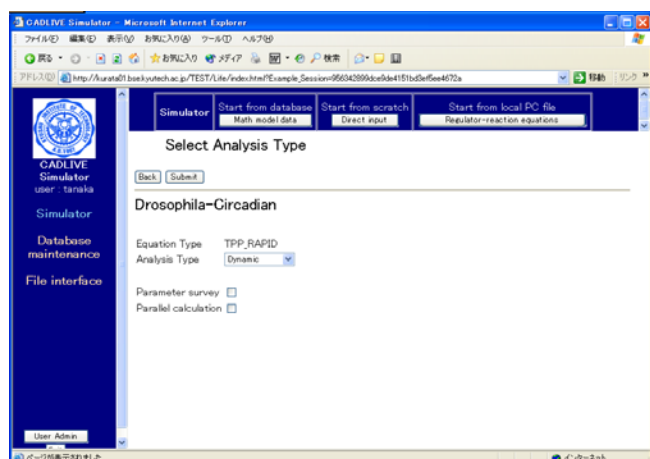 CADLIVE Simulator - Microsoft Internet Explorer
ファイル(F) 編集(E) 表示(V) お気に入り(A) ツール(T) ヘルプ(H)
戻る お気に入り メディア 検索
アドレス(D) http://kurata01.bse.kyutech.ac.jp/TEST/Life/index.html?Example_Session=956342899dce9de4151bd3ef6ee4672a 移動 リンク »
Simulator
Start from database
Math model data
Start from scratch
Direct input
Start from local PC file
Regulator-reaction equations
CADLIVE
Simulator
user : tanaka
Simulator
Database
maintenance
File interface
User Admin
Select Analysis Type
Back Submit
Drosophila-Circadian
Equation Type TPP_RAPID
Analysis Type Dynamic
Parameter survey
Parallel calculation
ページが表示されました
インターネット